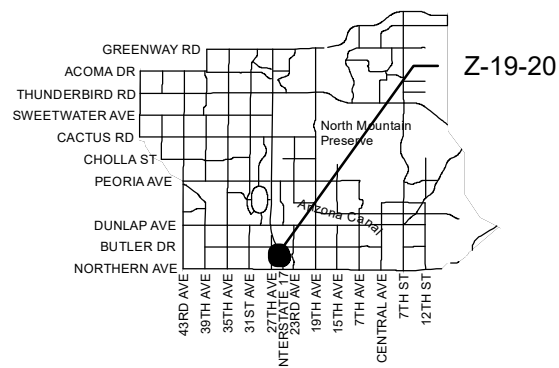 GREENWAY RD
ACOMA DR
THUNDERBIRD RD
SWEETWATER AVE
CACTUS RD
CHOLLA ST
PEORIA AVE
DUNLAP AVE
BUTLER DR
NORTHERN AVE
Z-19-20
North Mountain
Preserve
Arizona Canal
43RD AVE
39TH AVE
35TH AVE
31ST AVE
27TH AVE
NTERSTATE 17
23RD AVE
19TH AVE
15TH AVE
7TH AVE
CENTRAL AVE
7TH ST
12TH ST